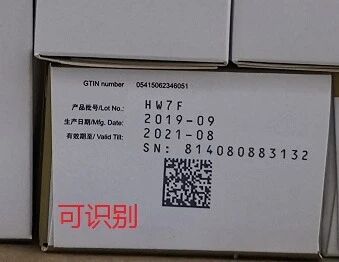 GTIN number 05415062346051
产品批号/Lot No.: HW7F
生产日期/Mfg. Date: 2019-09
有效期至/Valid Till: 2021-08
SN: 814080883132
可识别